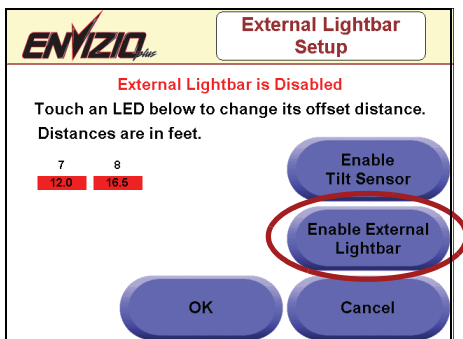 ENVIZIO plus
External Lightbar
Setup
External Lightbar is Disabled
Touch an LED below to change its offset distance.
Distances are in feet.
7 8
12.0 16.5
Enable
Tilt Sensor
Enable External
Lightbar
OK Cancel